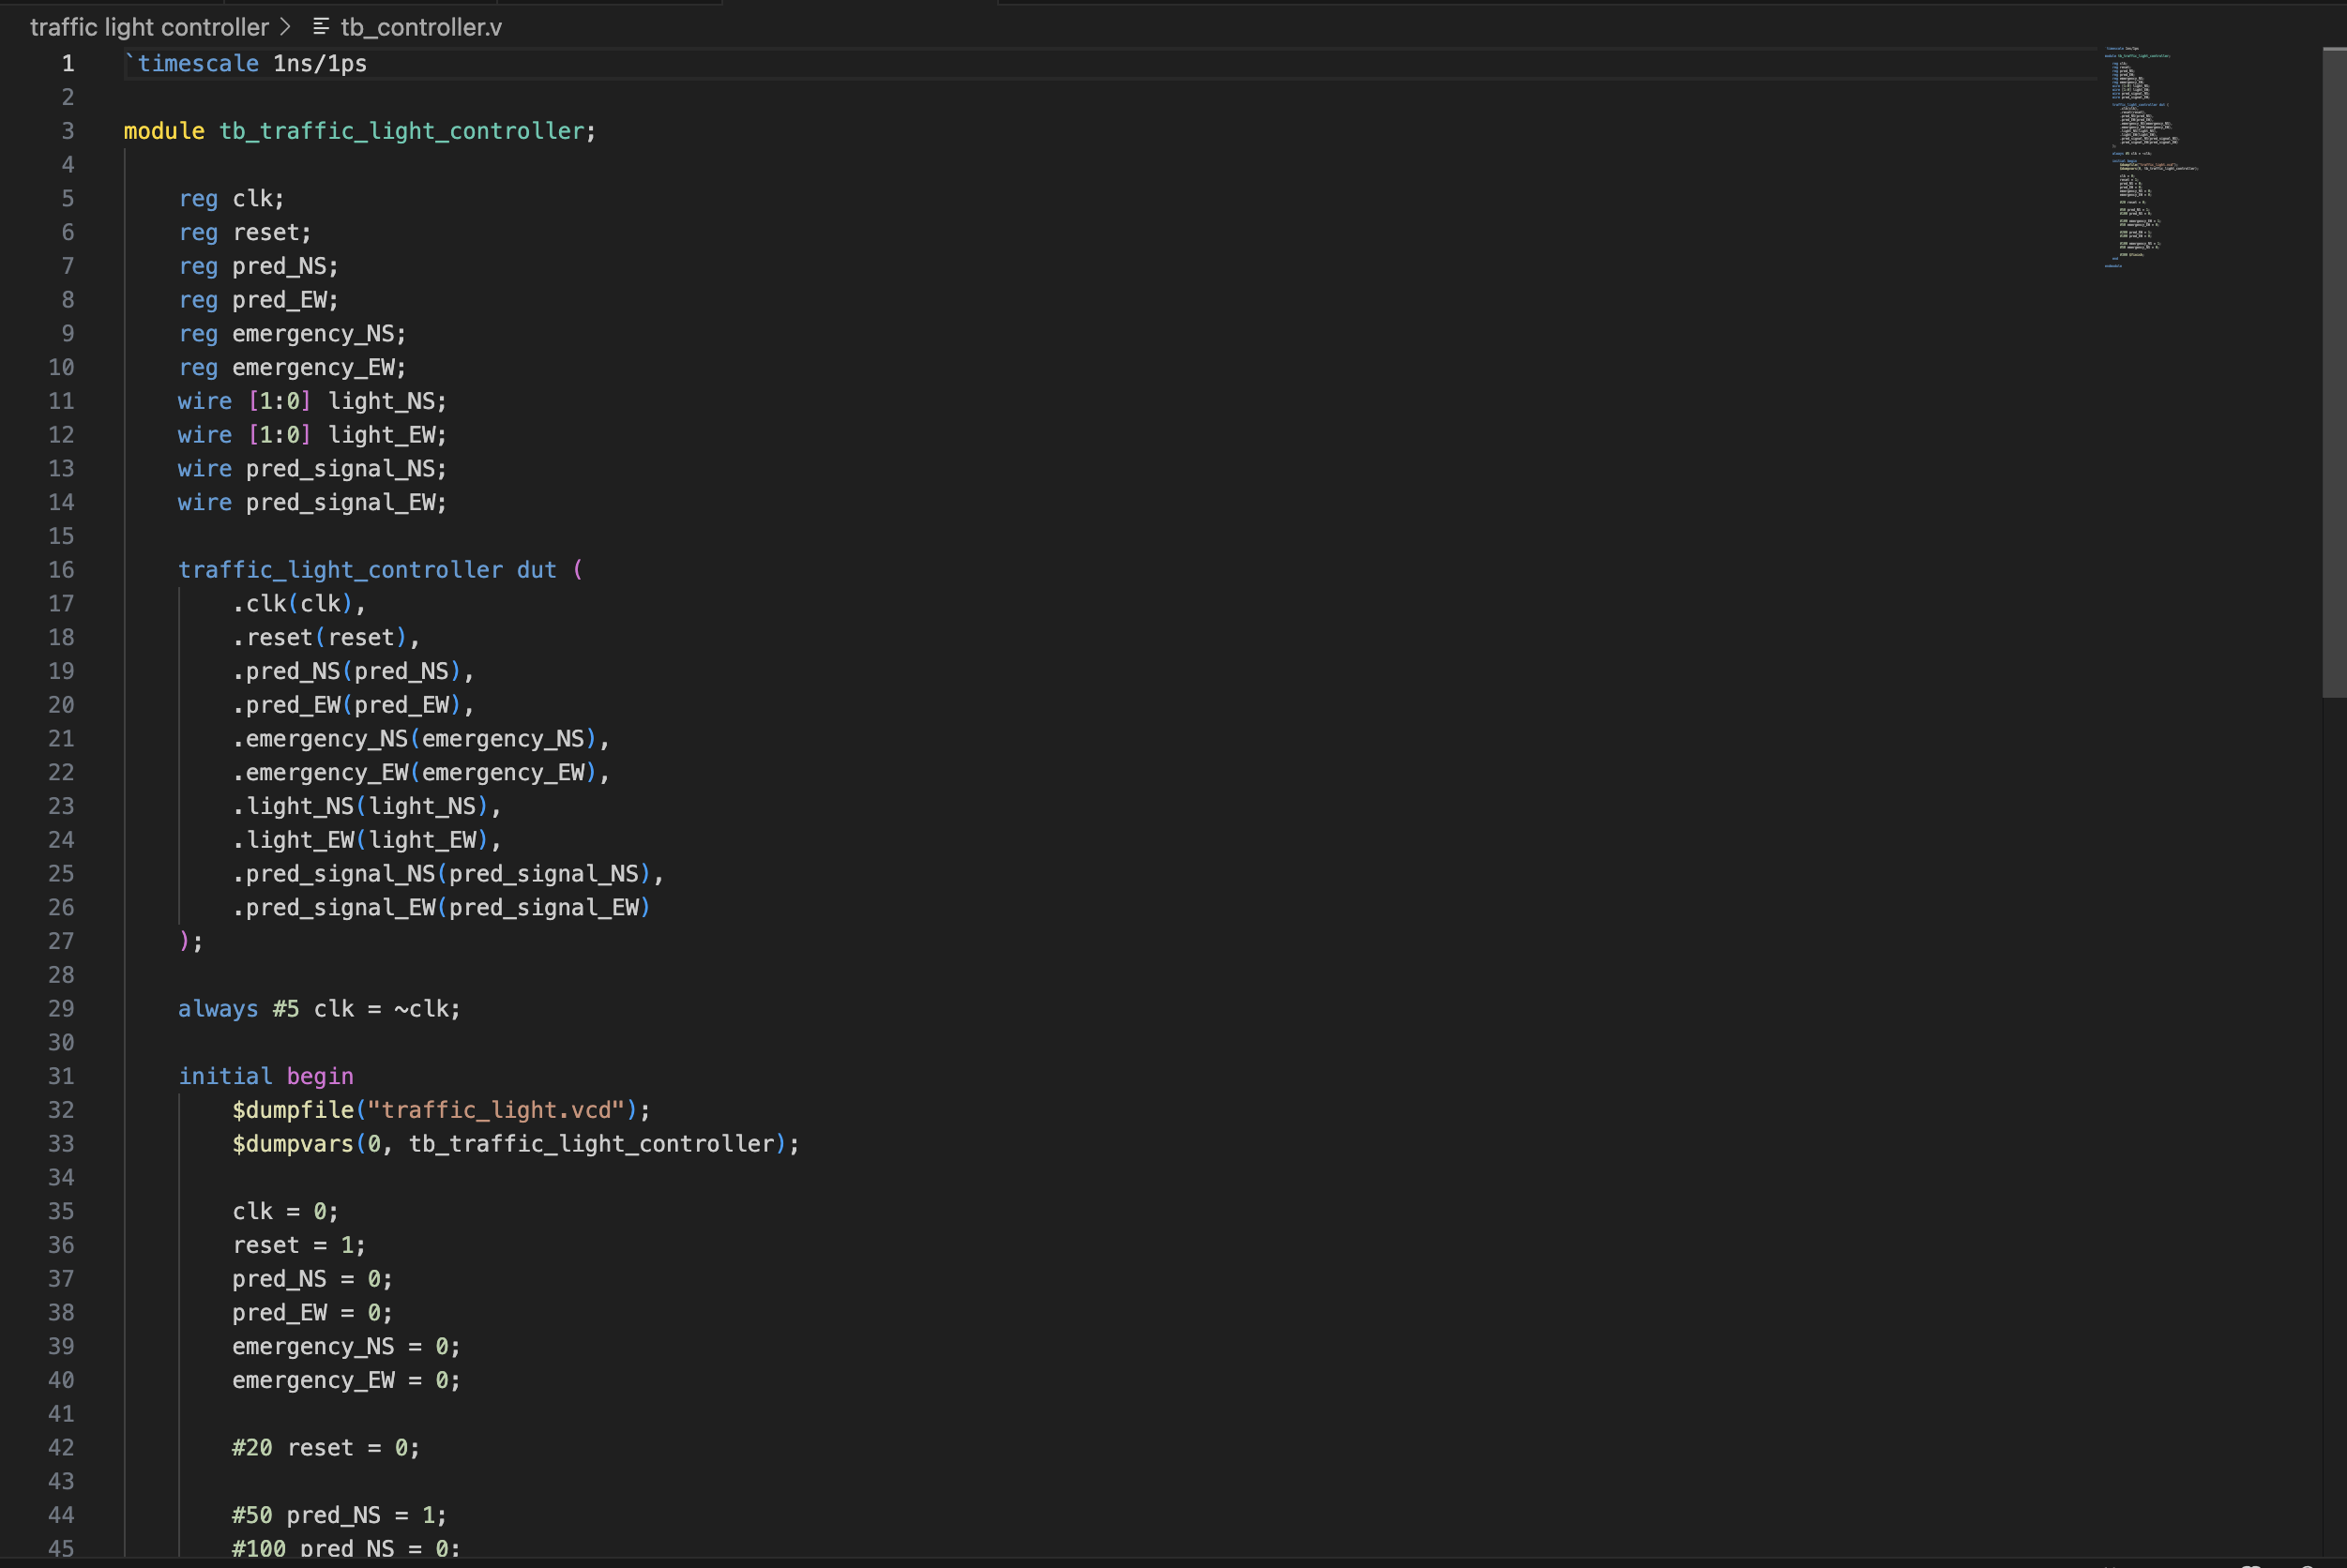 traffic light controller > tb_controller.v
1 `timescale 1ns/1ps
2
3 module tb_traffic_light_controller;
4
5     reg clk;
6     reg reset;
7     reg pred_NS;
8     reg pred_EW;
9     reg emergency_NS;
10     reg emergency_EW;
11     wire [1:0] light_NS;
12     wire [1:0] light_EW;
13     wire pred_signal_NS;
14     wire pred_signal_EW;
15
16     traffic_light_controller dut (
17         .clk(clk),
18         .reset(reset),
19         .pred_NS(pred_NS),
20         .pred_EW(pred_EW),
21         .emergency_NS(emergency_NS),
22         .emergency_EW(emergency_EW),
23         .light_NS(light_NS),
24         .light_EW(light_EW),
25         .pred_signal_NS(pred_signal_NS),
26         .pred_signal_EW(pred_signal_EW)
27     );
28
29     always #5 clk = ~clk;
30
31     initial begin
32         $dumpfile("traffic_light.vcd");
33         $dumpvars(0, tb_traffic_light_controller);
34
35         clk = 0;
36         reset = 1;
37         pred_NS = 0;
38         pred_EW = 0;
39         emergency_NS = 0;
40         emergency_EW = 0;
41
42         #20 reset = 0;
43
44         #50 pred_NS = 1;
45         #100 pred_NS = 0;